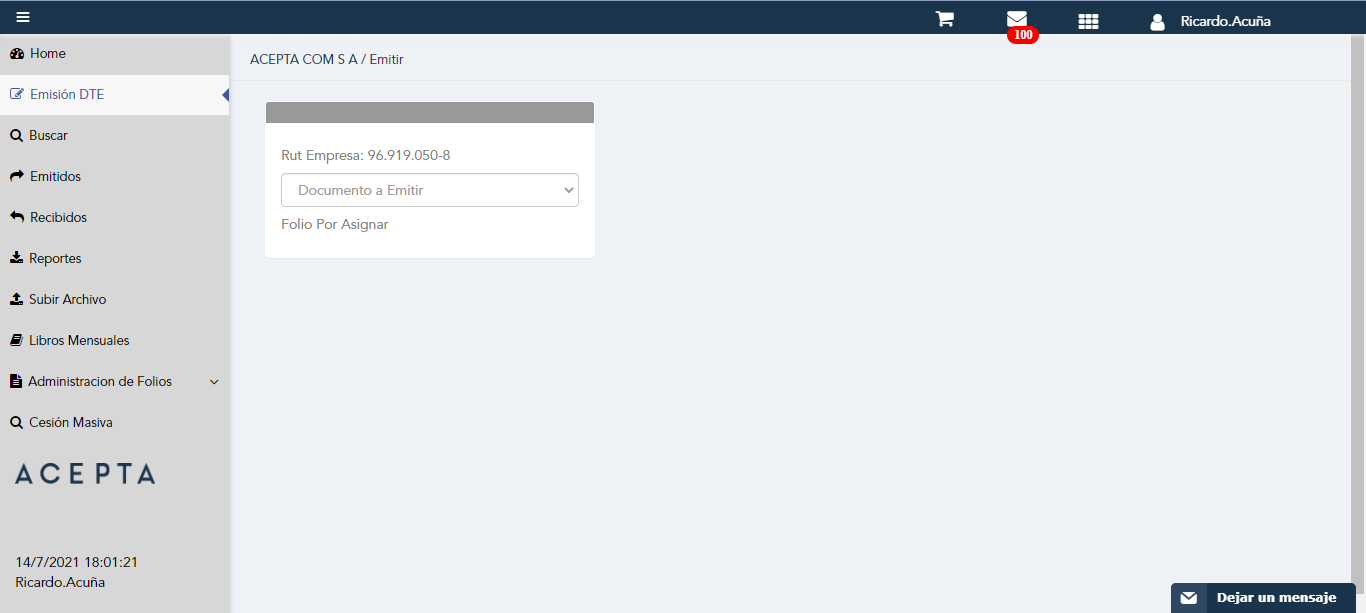 100
Ricardo.Acuña
Home
Emisión DTE
Buscar
Emitidos
Recibidos
Reportes
Subir Archivo
Libros Mensuales
Administracion de Folios
Cesión Masiva
ACEPTA
14/7/2021 18:01:21
Ricardo.Acuña
ACEPTA COM S A / Emitir
Rut Empresa: 96.919.050-8
Documento a Emitir
Folio Por Asignar
Dejar un mensaje